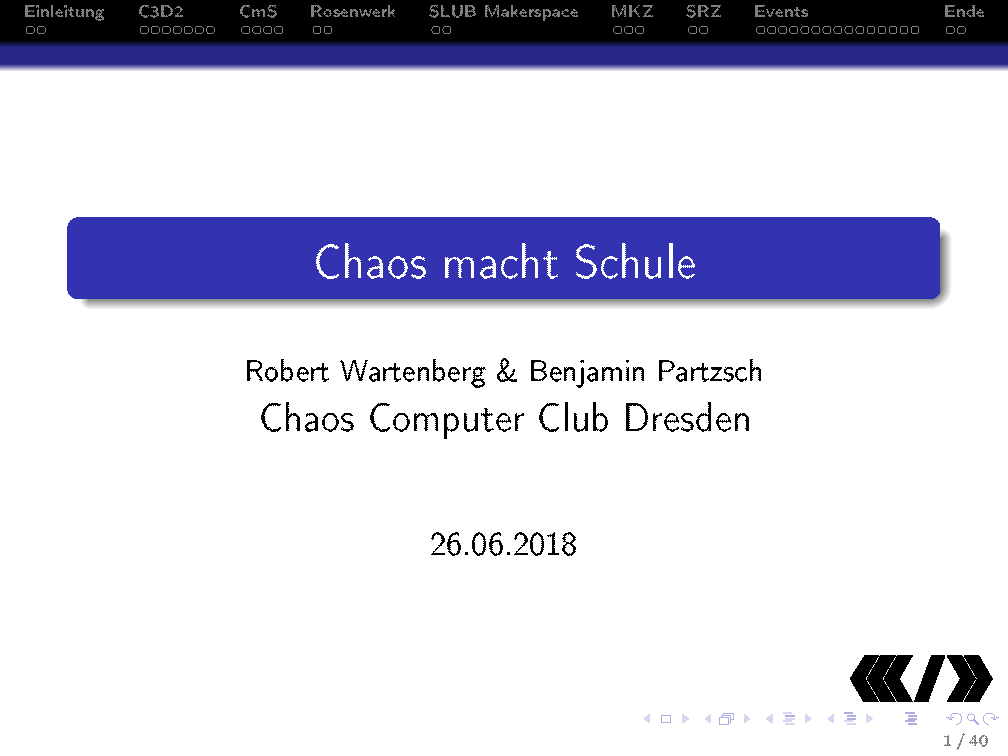 Einleitung C3D2 CmS Rosenwerk SLUB Makerspace MKZ SRZ Events Ende
Chaos macht Schule
Robert Wartenberg & Benjamin Partzsch
Chaos Computer Club Dresden
26.06.2018
1 / 40